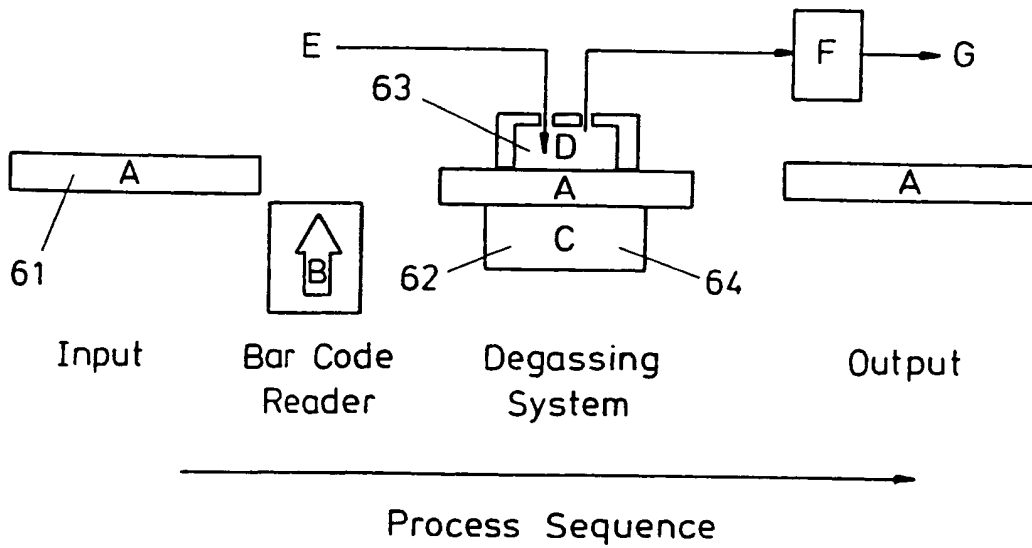 E
F
G
63
D
A
A
A
61
B
62
C
64
Input
Bar Code
Reader
Degassing
System
Output
Process Sequence